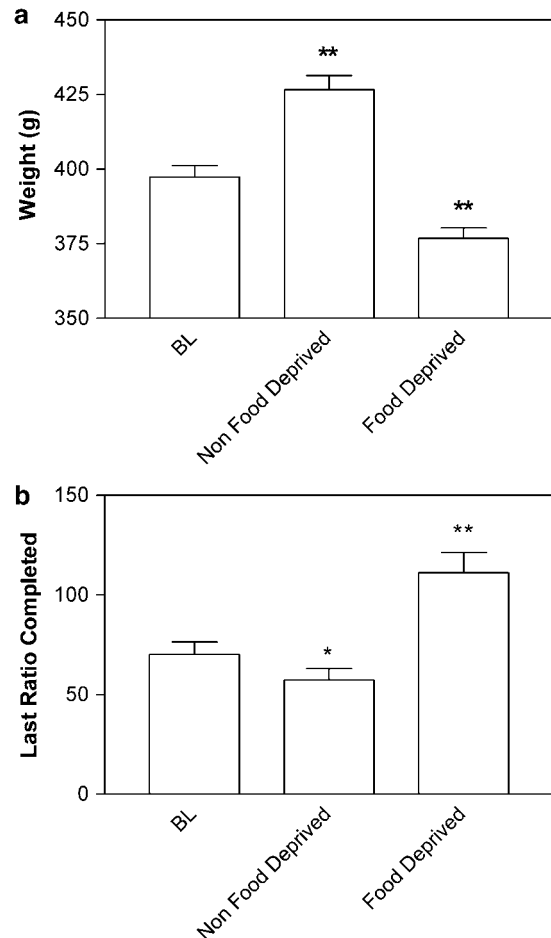 a
Weight (g)
450
425
400
375
350
**
**
BL
Non Food Deprived
Food Deprived
b
Last Ratio Completed
150
100
50
0
*
**
BL
Non Food Deprived
Food Deprived